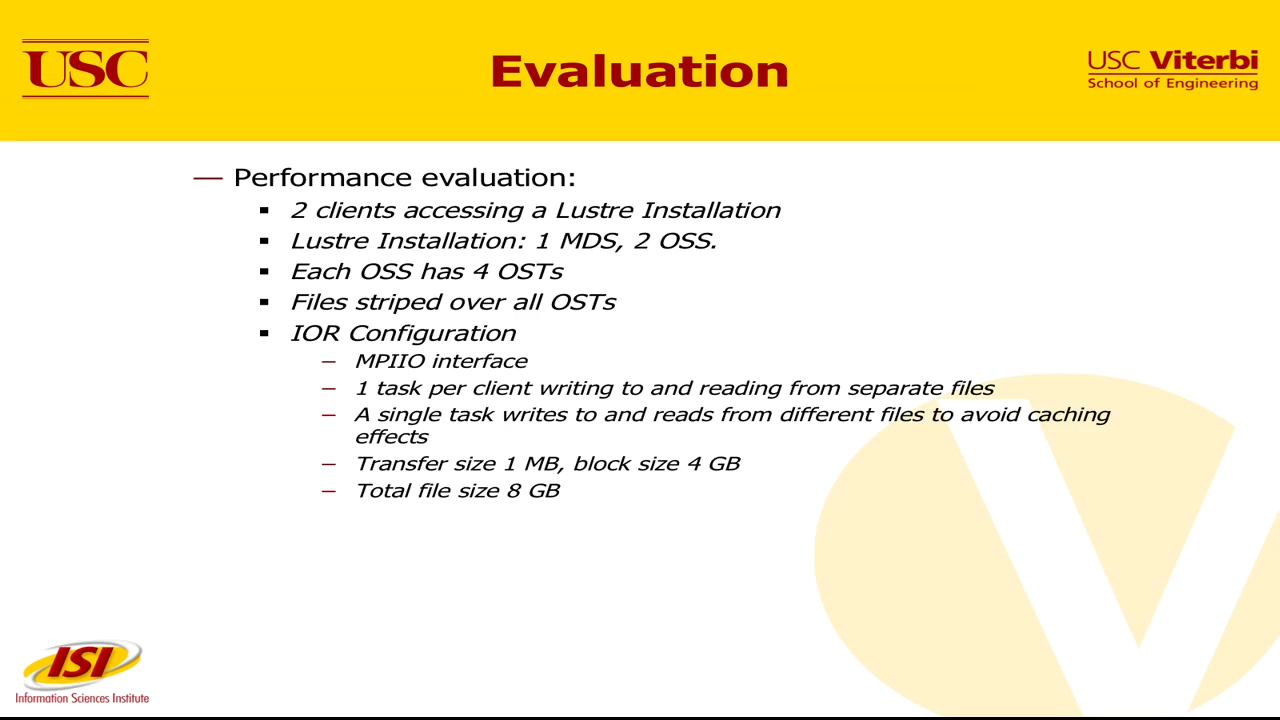 USC
Evaluation
USC Viterbi
School of Engineering
— Performance evaluation:
▪ 2 clients accessing a Lustre Installation
▪ Lustre Installation: 1 MDS, 2 OSS.
▪ Each OSS has 4 OSTs
▪ Files striped over all OSTs
▪ IOR Configuration
– MPIIO interface
– 1 task per client writing to and reading from separate files
– A single task writes to and reads from different files to avoid caching
effects
– Transfer size 1 MB, block size 4 GB
– Total file size 8 GB
ISI
Information Sciences Institute